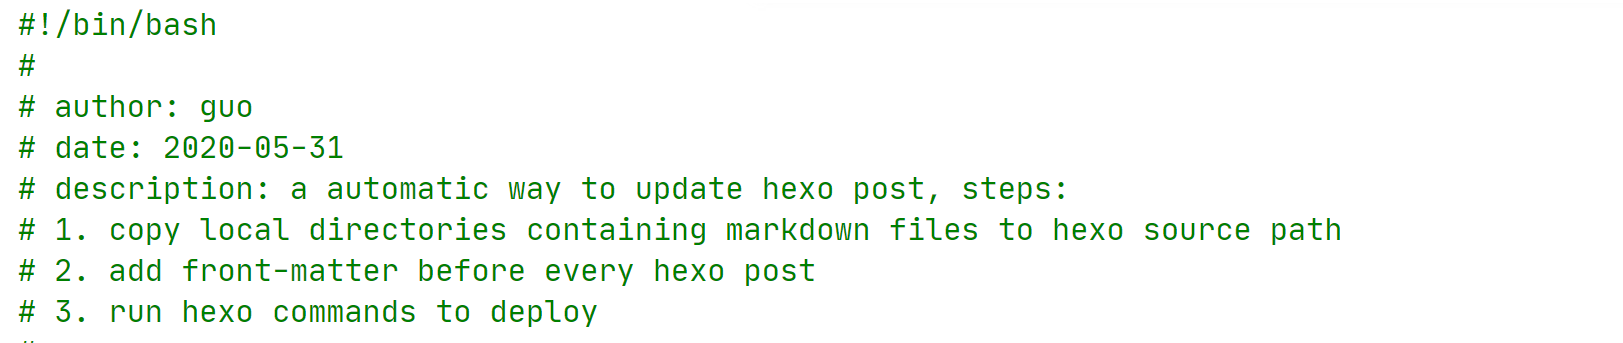 #!/bin/bash
#
# author: guo
# date: 2020-05-31
# description: a automatic way to update hexo post, steps:
# 1. copy local directories containing markdown files to hexo source path
# 2. add front-matter before every hexo post
# 3. run hexo commands to deploy